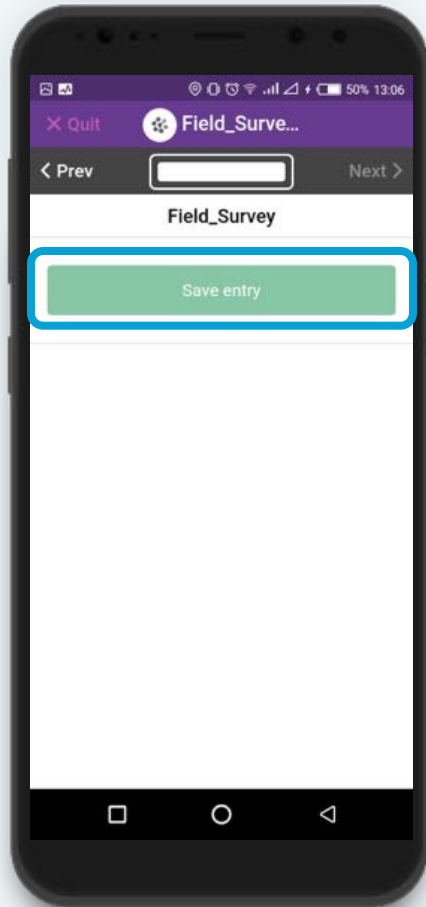 50% 13:06
× Quit Field_Surve...
< Prev Next >
Field_Survey
Save entry